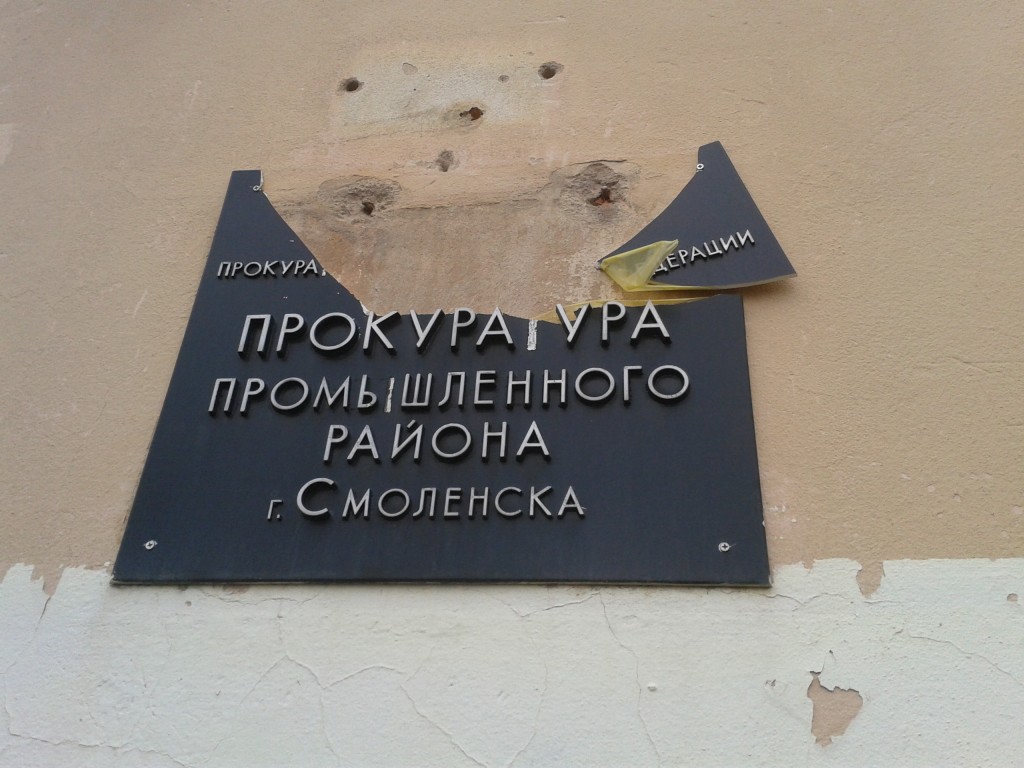 ПРОКУРА ДЕРАЦИИ
ПРОКУРАТУРА
ПРОМЫШЛЕННОГО
РАЙОНА
г. СМОЛЕНСКА